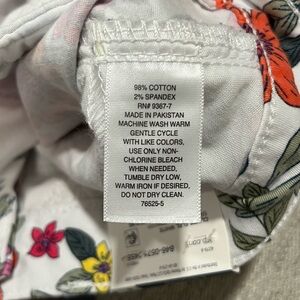 98% COTTON
2% SPANDEX
RN# 9367-7
MADE IN PAKISTAN
MACHINE WASH WARM
GENTLE CYCLE
WITH LIKE COLORS,
USE ONLY NON-
CHLORINE BLEACH
WHEN NEEDED,
TUMBLE DRY LOW,
WARM IRON IF DESIRED,
DO NOT DRY CLEAN.
76525-5